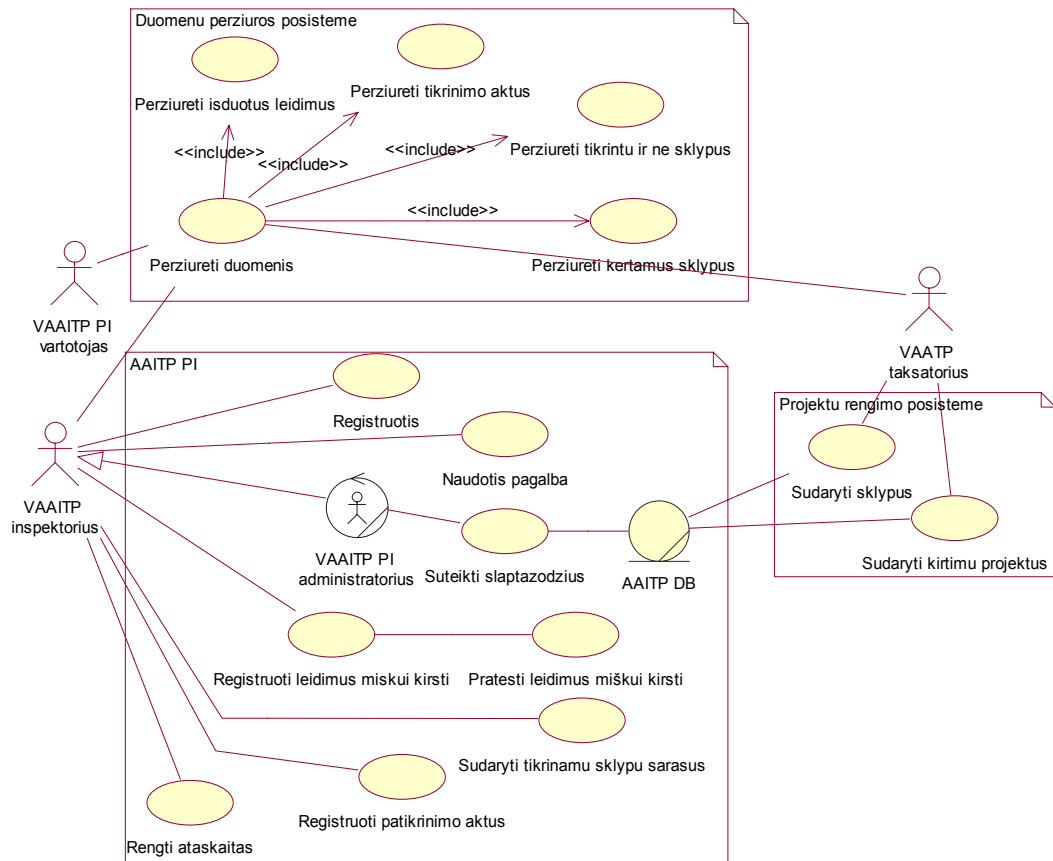 Duomenu perziuros posisteme
Perziureti isduotus leidimus
Perziureti tikrinimo aktus
Perziureti tikrintu ir ne sklypus
<<include>>
<<include>>
<<include>>
<<include>>
Perziureti duomenis
Perziureti kertamus sklypus
VAAITP PI
vartotojas
VAATP
taksatorius
AAITP PI
Registruotis
Naudotis pagalba
VAAITP
inspektorius
VAAITP PI
administratorius
Suteikti slaptazodzius
AAITP DB
Projektu rengimo posisteme
Sudaryti sklypus
Sudaryti kirtimu projektus
Registruoti leidimus miskui kirsti
Pratesti leidimus miškui kirsti
Sudaryti tikrinamu sklypu sarasus
Registruoti patikrinimo aktus
Rengti ataskaitas